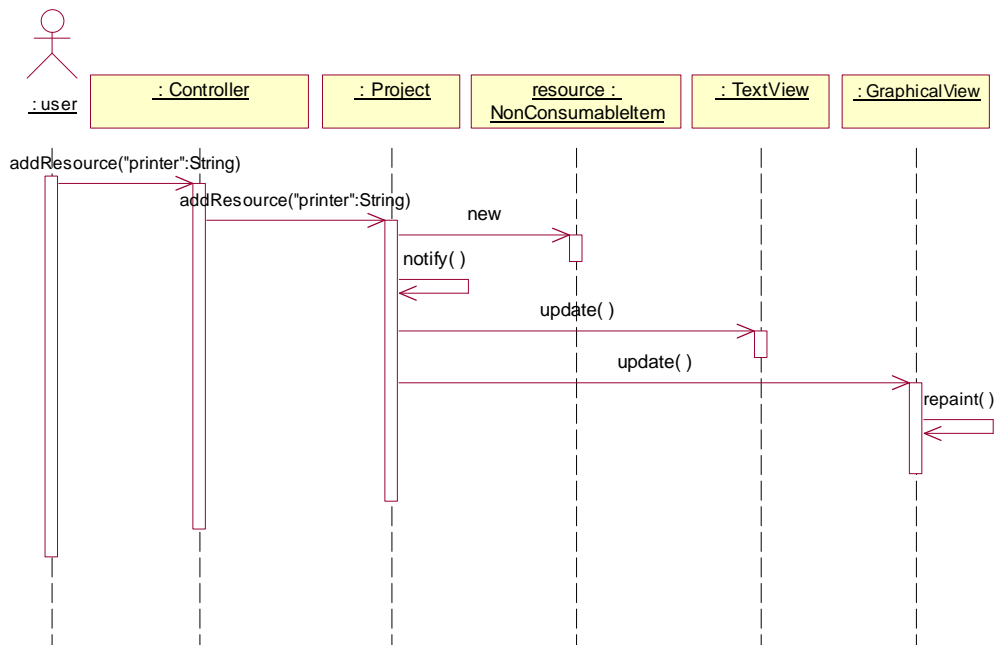 : user
: Controller
: Project
resource :
NonConsumableItem
: TextView
: GraphicalView
addResource("printer":String)
addResource("printer":String)
new
notify( )
update( )
update( )
repaint( )